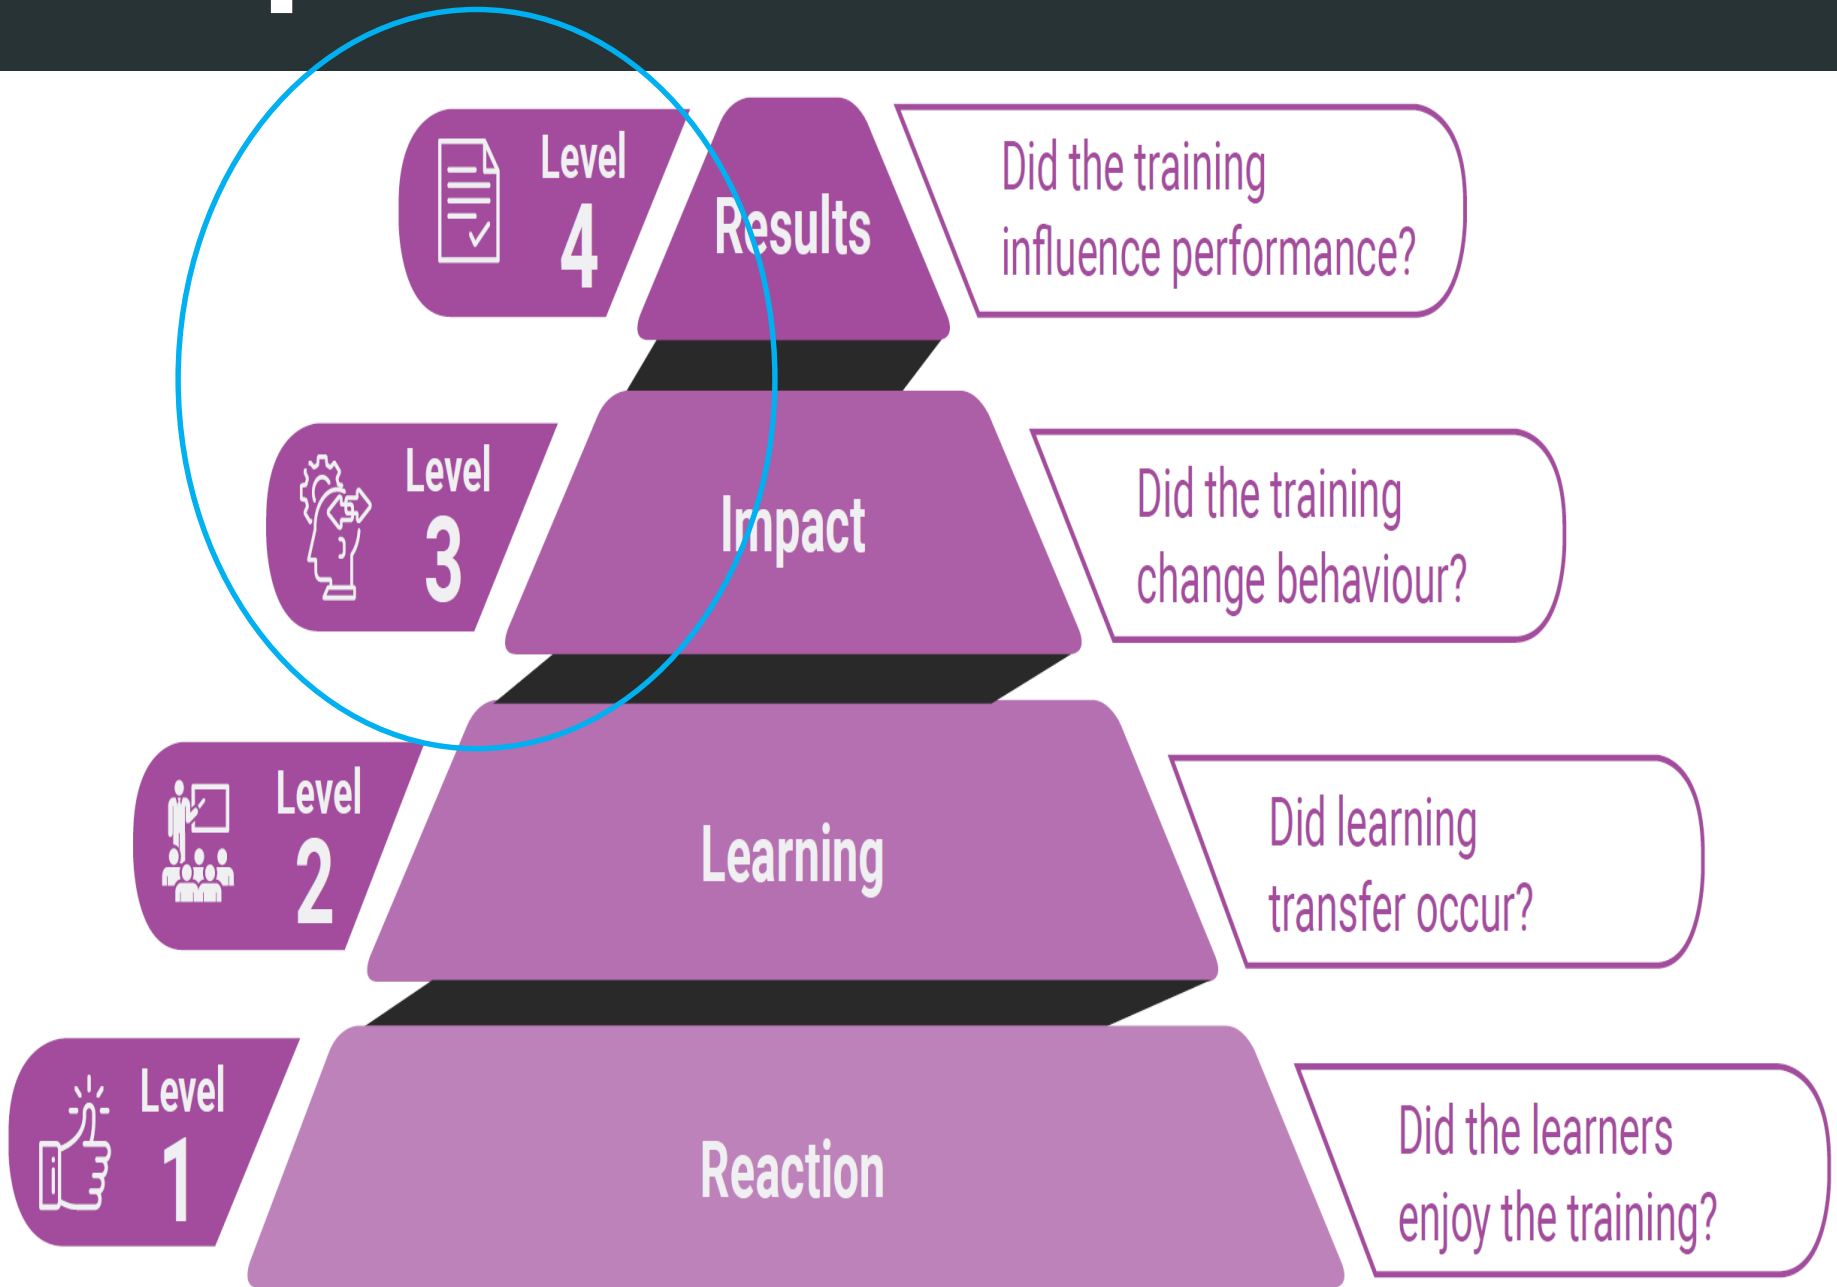 Level
4
Results
Did the training
influence performance?
Level
3
Impact
Did the training
change behaviour?
Level
2
Learning
Did learning
transfer occur?
Level
1
Reaction
Did the learners
enjoy the training?